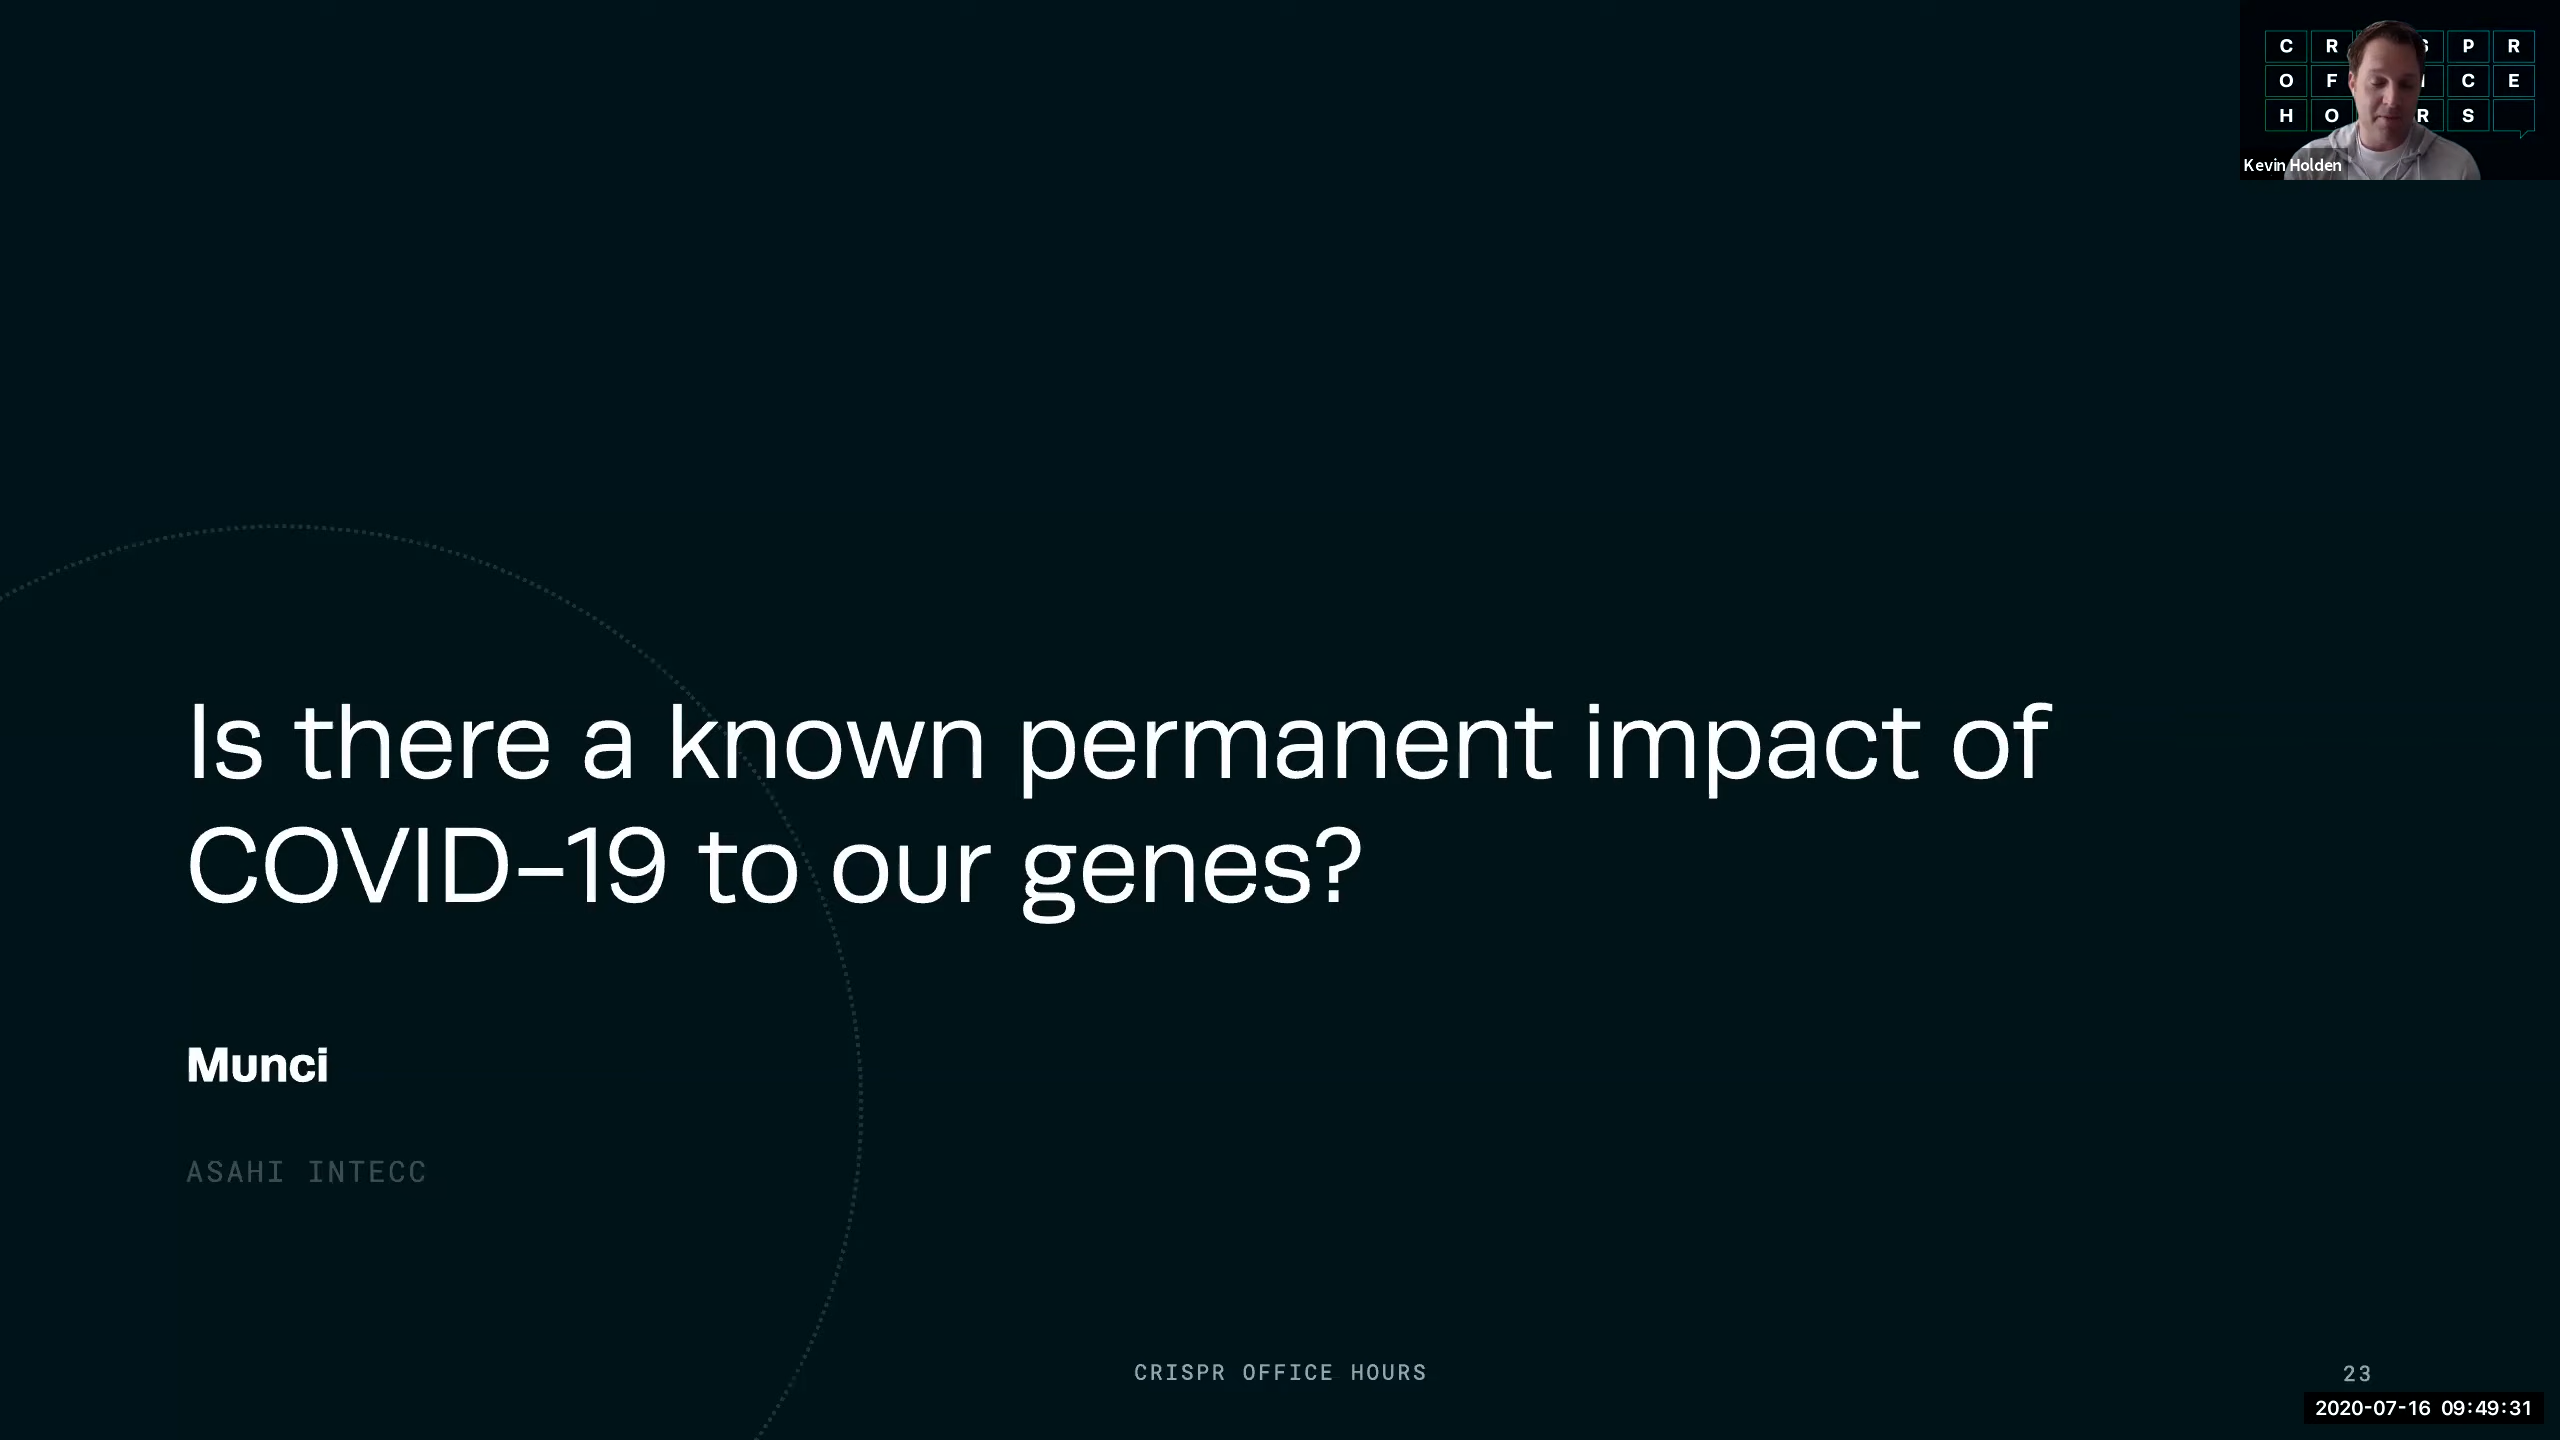 C R S P R
O F I C E
H O R S
Kevin Holden
Is there a known permanent impact of
COVID-19 to our genes?
Munci
ASAHI INTECC
CRISPR OFFICE HOURS
23
2020-07-16 09:49:31